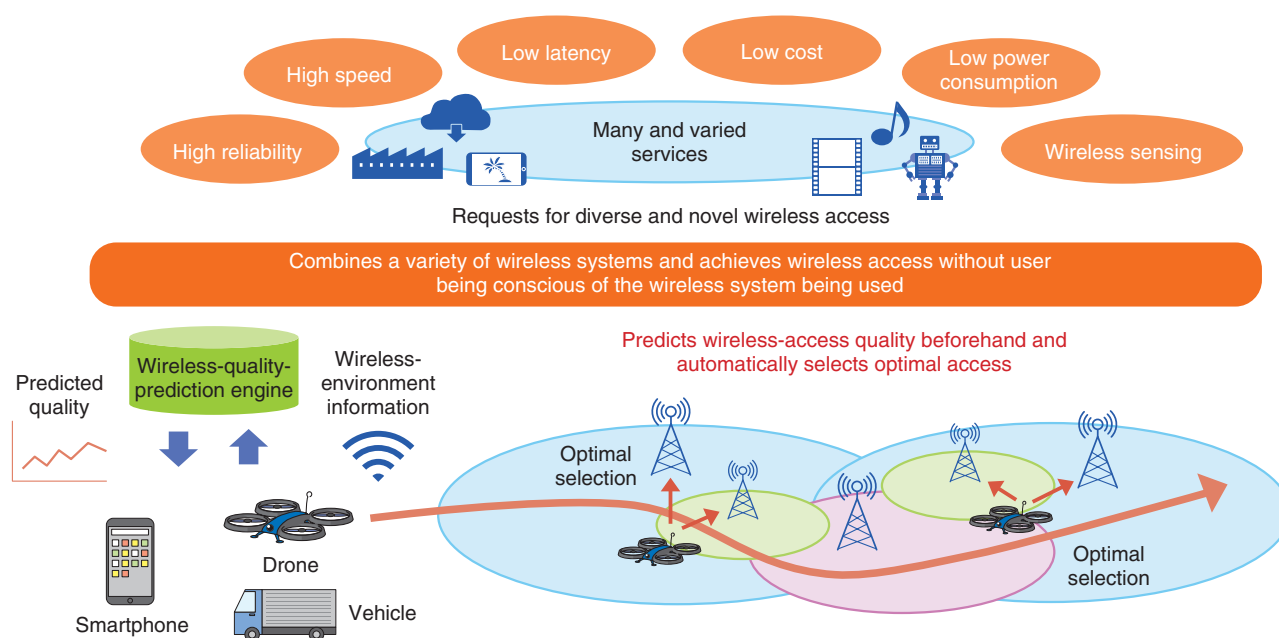 Low latency
Low cost
High speed
Low power
consumption
High reliability
Many and varied
services
Wireless sensing
Requests for diverse and novel wireless access
Combines a variety of wireless systems and achieves wireless access without user
being conscious of the wireless system being used
Predicts wireless-access quality beforehand and
automatically selects optimal access
Predicted
quality
Wireless-quality-
prediction engine
Wireless-
environment
information
Optimal
selection
Drone
Optimal
selection
Smartphone
Vehicle